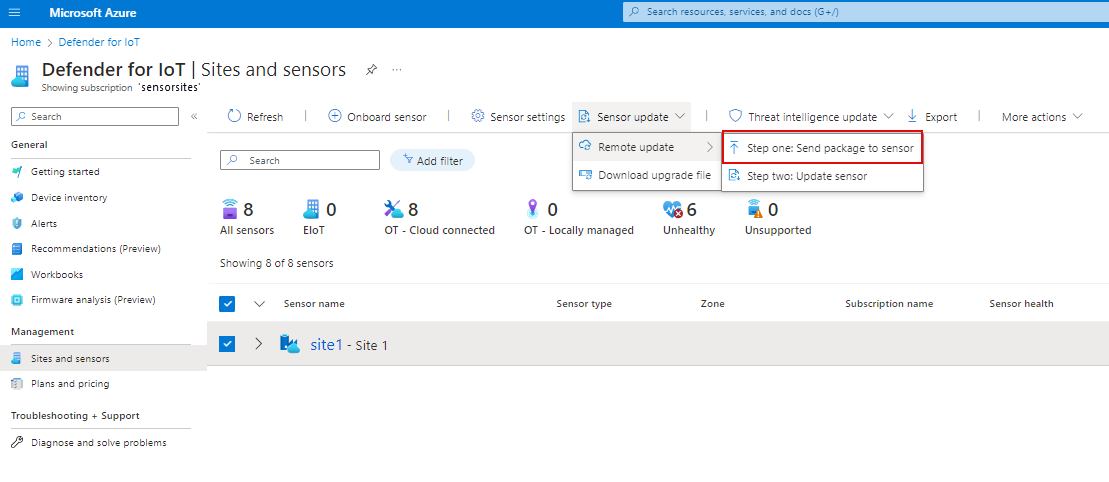 Microsoft Azure
Search resources, services, and docs (G+/)
Home > Defender for IoT
Defender for IoT | Sites and sensors ...
Showing subscription 'sensorsites'
Search «
Refresh | Onboard sensor | Sensor settings Sensor update | Threat intelligence update Export | More actions
General
Getting started
Device inventory
Alerts
Recommendations (Preview)
Workbooks
Firmware analysis (Preview)
Management
Sites and sensors
Plans and pricing
Troubleshooting + Support
Diagnose and solve problems
Remote update
Download upgrade file
Step one: Send package to sensor
Step two: Update sensor
Search Add filter
8 0 8 0 6 0
All sensors EIoT OT - Cloud connected OT - Locally managed Unhealthy Unsupported
Showing 8 of 8 sensors
Sensor name Sensor type Zone Subscription name Sensor health
site1 - Site 1